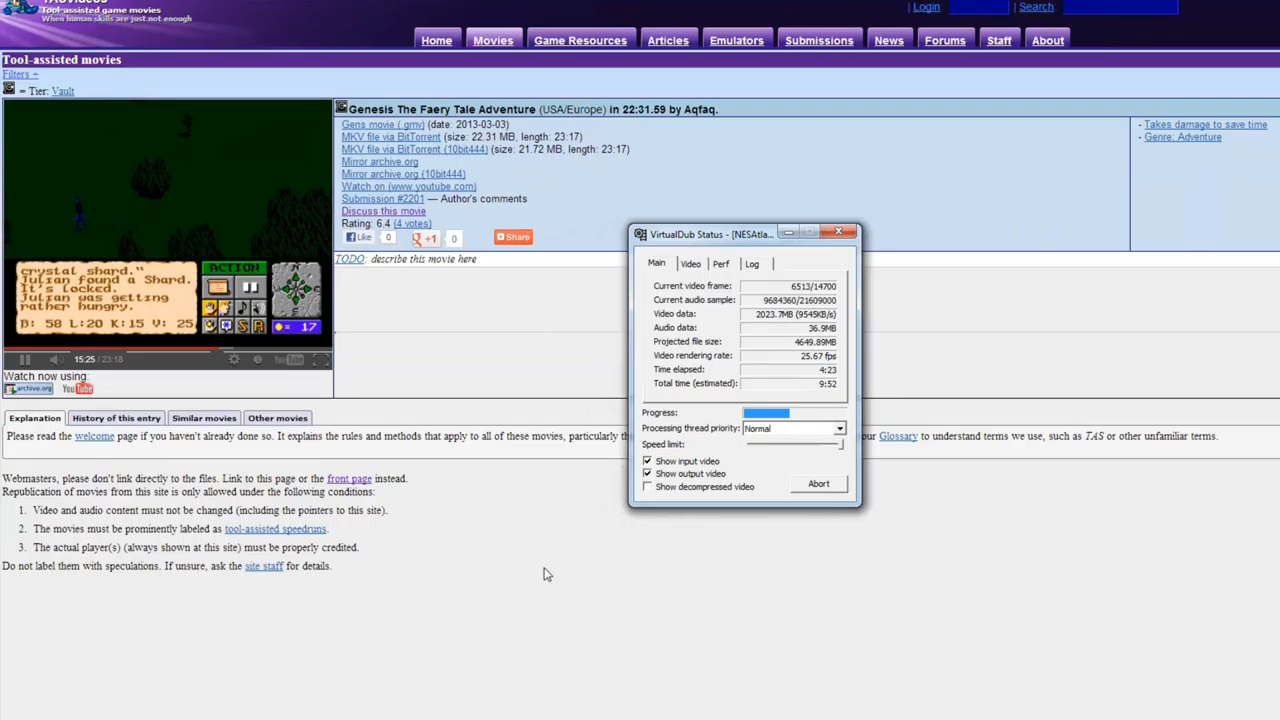 TASVideos
Tool-assisted game movies
When human skills are just not enough
| Login | Search:
Home Movies Game Resources Articles Emulators Submissions News Forums Staff About
Tool-assisted movies
Filters +
= Tier: Vault
Genesis The Faery Tale Adventure (USA/Europe) in 22:31.59 by Aqfaq.
Gens movie (.gmv) (date: 2013-03-03)
MKV file via BitTorrent (size: 22.31 MB, length: 23:17)
MKV file via BitTorrent (10bit444) (size: 21.72 MB, length: 23:17)
Mirror archive.org
Mirror archive.org (10bit444)
Watch on (www.youtube.com)
Submission #2201 — Author's comments
Discuss this movie
Rating: 6.4 (4 votes)
Like 0 +1 0 Share
- Takes damage to save time
- Genre: Adventure
TODO: describe this movie here
crystal shard."
Julian found a Shard.
It's locked.
Julian was getting
rather hungry.
B: 58 L:20 K:15 V: 25
ACTION
= 17
15:25 / 23:18
YouTube
Watch now using:
archive.org YouTube
VirtualDub Status - [NESAtla...
Main Video Perf Log
Current video frame: 6513/14700
Current audio sample: 9684360/21609000
Video data: 2023.7MB (9545KB/s)
Audio data: 36.9MB
Projected file size: 4649.89MB
Video rendering rate: 25.67 fps
Time elapsed: 4:23
Total time (estimated): 9:52
Progress:
Processing thread priority: Normal
Speed limit:
Show input video
Show output video
Show decompressed video
Abort
Explanation History of this entry Similar movies Other movies
Please read the welcome page if you haven't already done so. It explains the rules and methods that apply to all of these movies, particularly th our Glossary to understand terms we use, such as TAS or other unfamiliar terms.
Webmasters, please don't link directly to the files. Link to this page or the front page instead.
Republication of movies from this site is only allowed under the following conditions:
1. Video and audio content must not be changed (including the pointers to this site).
2. The movies must be prominently labeled as tool-assisted speedruns.
3. The actual player(s) (always shown at this site) must be properly credited.
Do not label them with speculations. If unsure, ask the site staff for details.